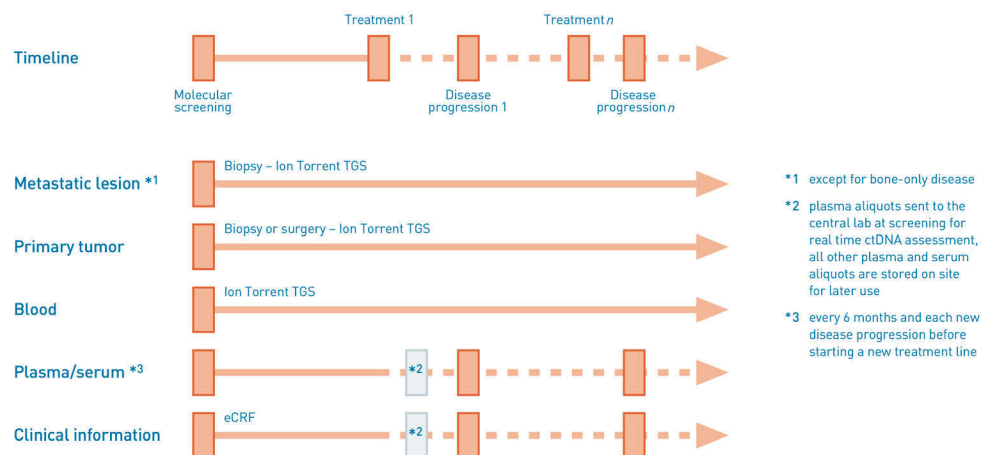 Treatment 1
Treatment n
Timeline
Molecular
screening
Disease
progression 1
Disease
progression n
Metastatic lesion *1
Biopsy – Ion Torrent TGS
Primary tumor
Biopsy or surgery – Ion Torrent TGS
Blood
Ion Torrent TGS
Plasma/serum *3
*2
Clinical information
eCRF
*2
*1 except for bone-only disease
*2 plasma aliquots sent to the
central lab at screening for
real time ctDNA assessment,
all other plasma and serum
aliquots are stored on site
for later use
*3 every 6 months and each new
disease progression before
starting a new treatment line